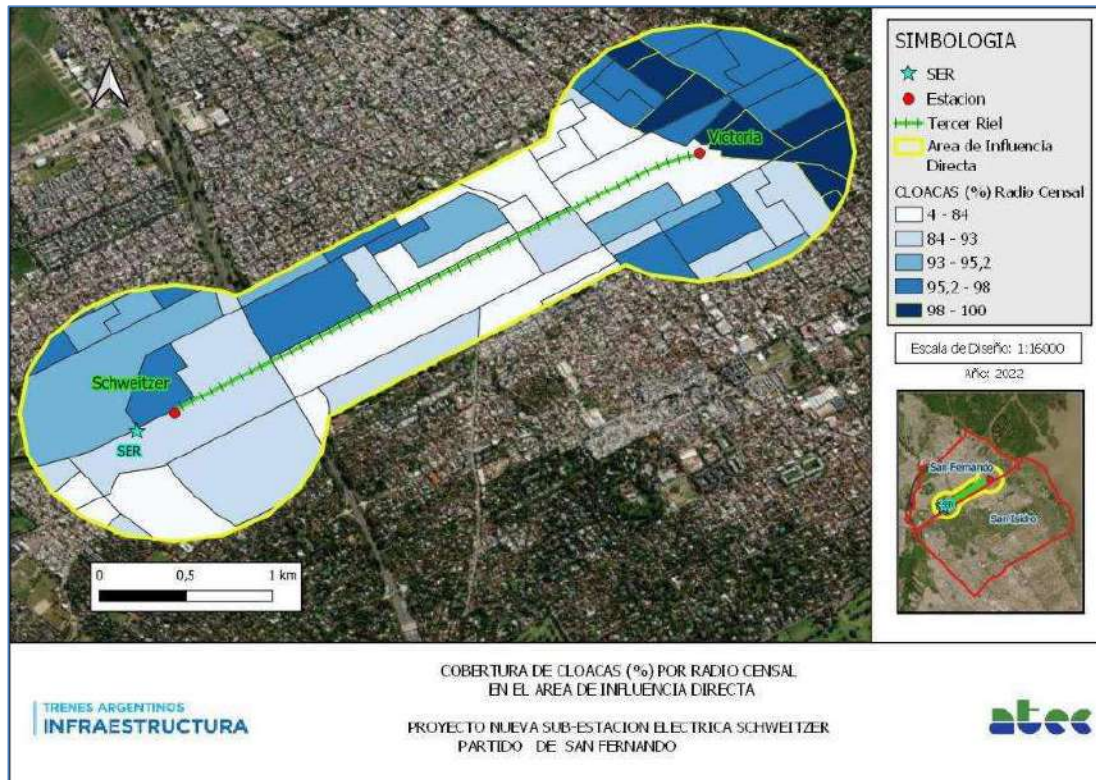 Victoria
Schweitzer
SER
0
0,5
1 km
SIMBOLOGIA
SER
Estacion
Tercer Riel
Area de Influencia
Directa
CLOACAS (%) Radio Censal
4 - 84
84 - 93
93 - 95,2
95,2 - 98
98 - 100
Escala de Diseño: 1:16000
Año: 2022
San Fernando
SER
San Isidro
COBERTURA DE CLOACAS (%) POR RADIO CENSAL
EN EL AREA DE INFLUENCIA DIRECTA
PROYECTO NUEVA SUB-ESTACION ELECTRICA SCHWEITZER
PARTIDO DE SAN FERNANDO
TRENES ARGENTINOS
INFRAESTRUCTURA
atec